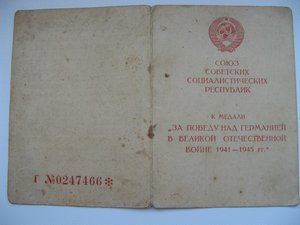 СОЮЗ
СОВЕТСКИХ
СОЦИАЛИСТИЧЕСКИХ
РЕСПУБЛИК
К МЕДАЛИ
„ЗА ПОБЕДУ НАД ГЕРМАНИЕЙ
В ВЕЛИКОЙ ОТЕЧЕСТВЕННОЙ
ВОЙНЕ 1941—1945 гг."
Г №0247466*